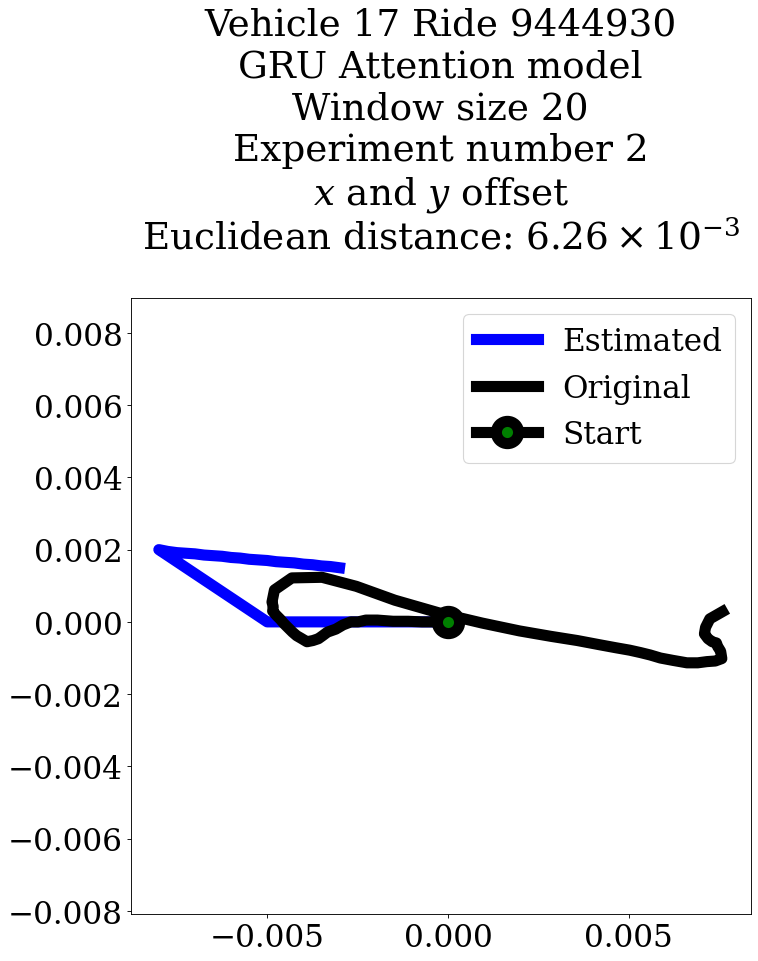 Vehicle 17 Ride 9444930
GRU Attention model
Window size 20
Experiment number 2
x and y offset
Euclidean distance: 6.26 × 10⁻³
Estimated
Original
Start
0.008
0.006
0.004
0.002
0.000
−0.002
−0.004
−0.006
−0.008
−0.005
0.000
0.005